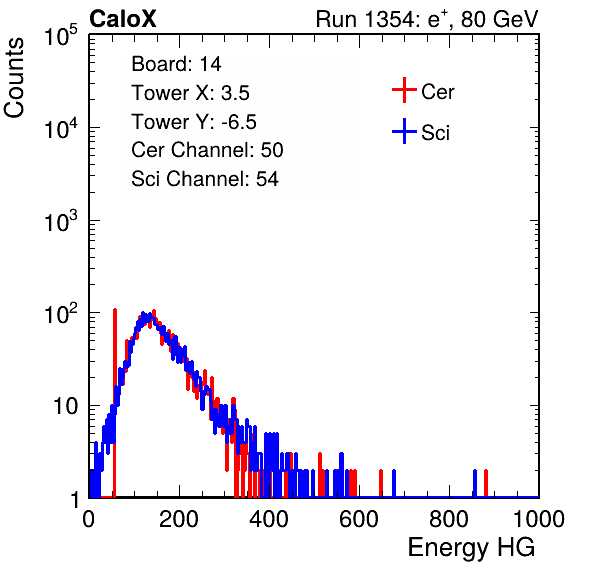 CaloX Run 1354: e⁺, 80 GeV
Counts
10⁵
10⁴
10³
10²
10
1
Board: 14
Tower X: 3.5
Tower Y: -6.5
Cer Channel: 50
Sci Channel: 54
Cer
Sci
0 200 400 600 800 1000
Energy HG